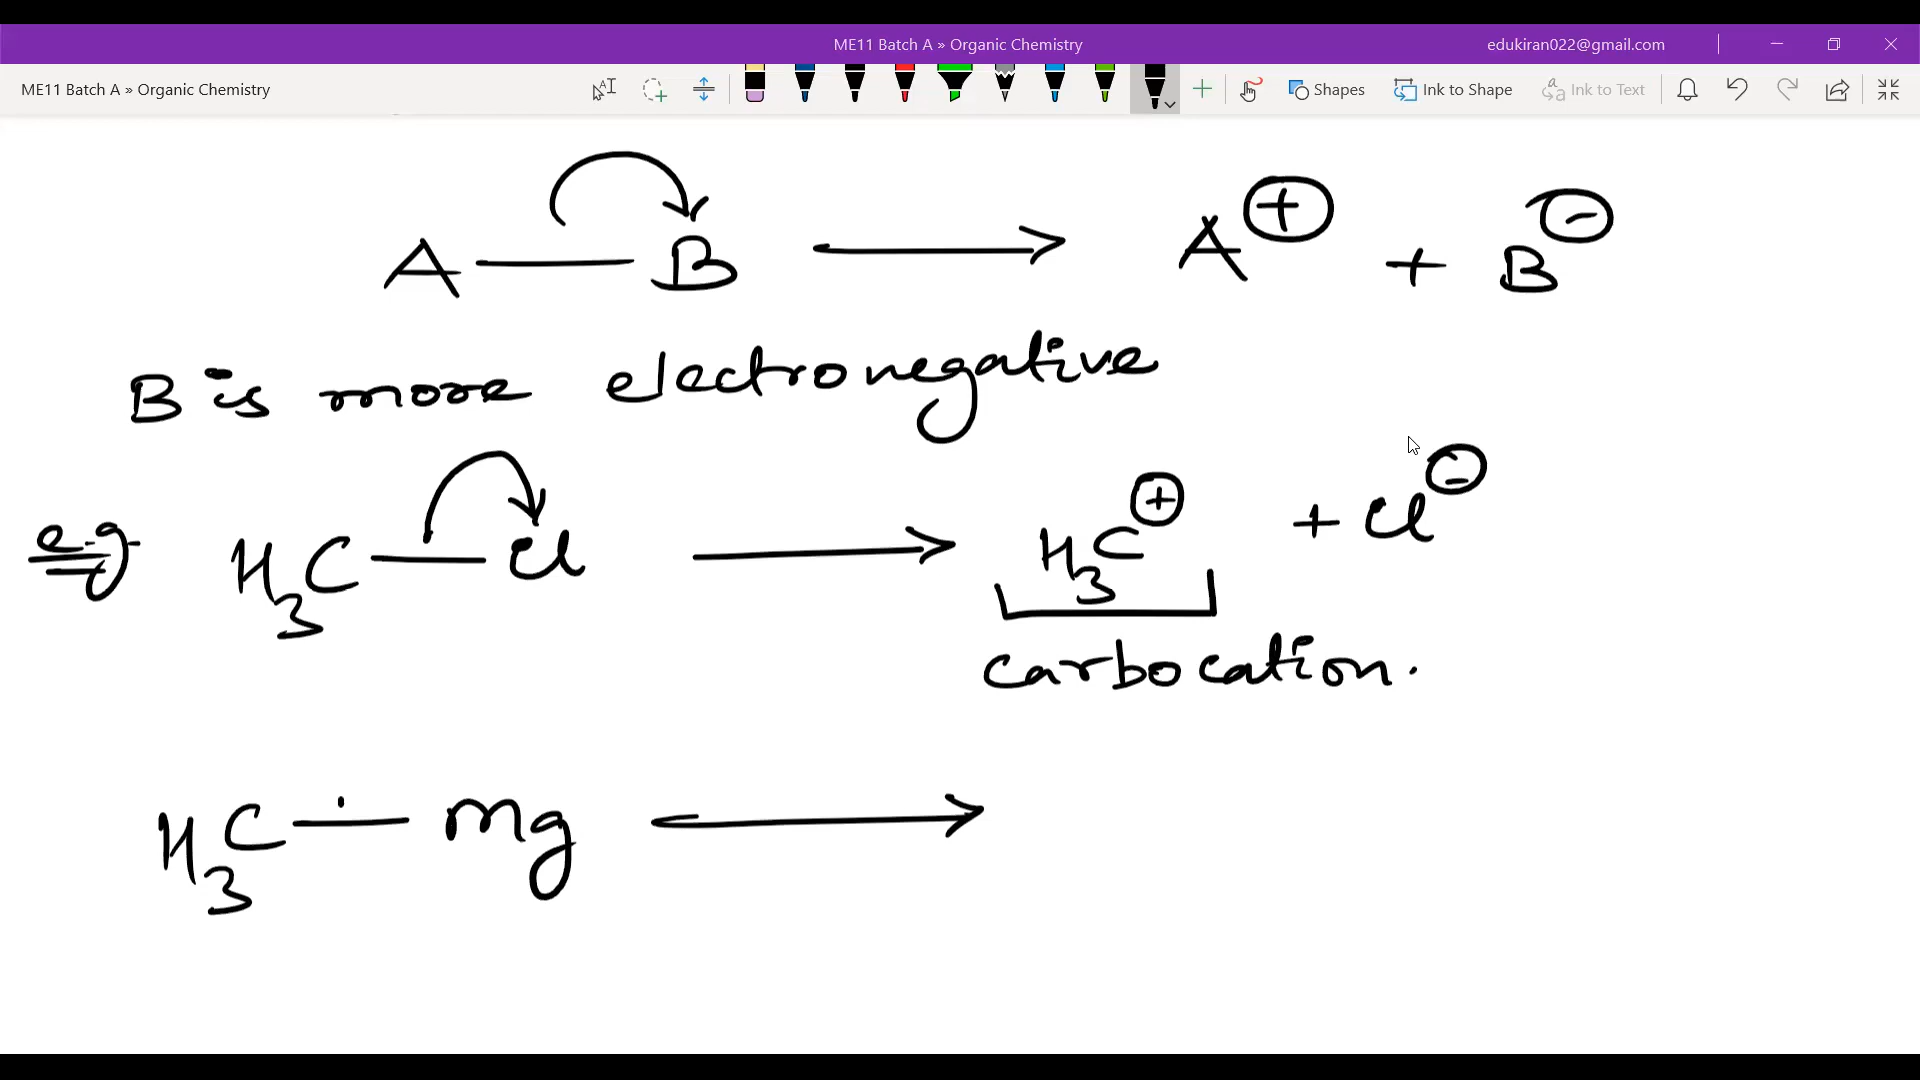 ME11 Batch A » Organic Chemistry
edukiran022@gmail.com
ME11 Batch A » Organic Chemistry
Shapes
Ink to Shape
Ink to Text
A — B ⟶ A⊕ + B⊖
B is more electronegative
e.g H₃C — Cl ⟶ H₃C⊕ + Cl⊖
carbocation.
H₃C — Mg ⟶